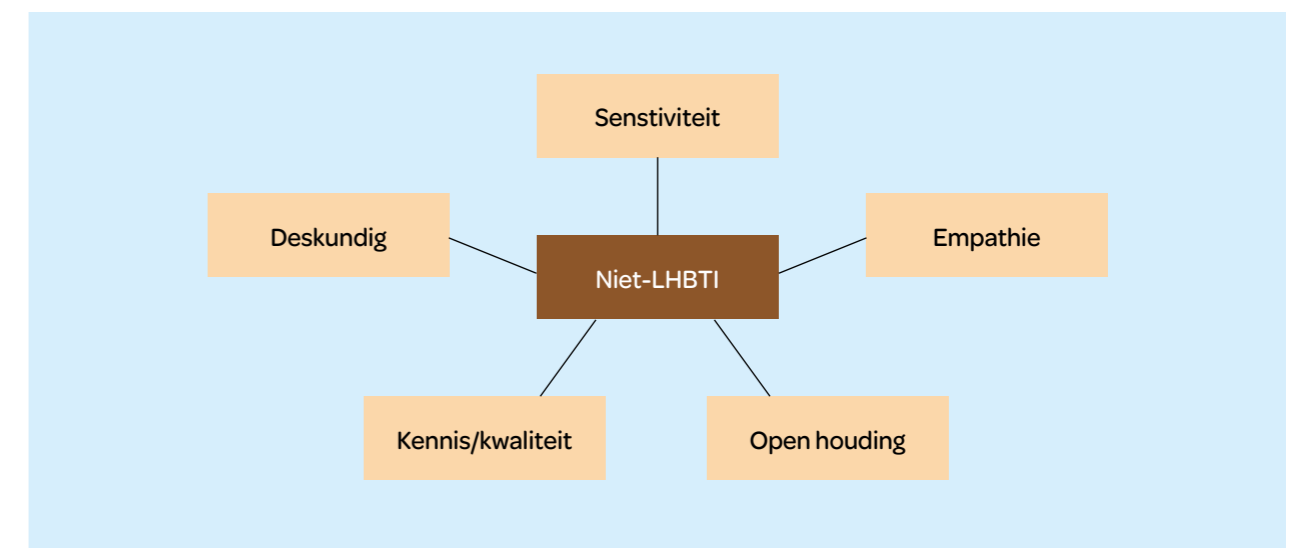 Senstiviteit
Deskundig
Empathie
Niet-LHBTI
Kennis/kwaliteit
Open houding